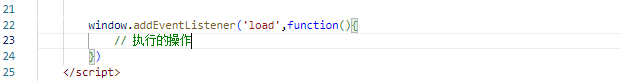 21
22 window.addEventListener('load',function(){
23 // 执行的操作
24 })
25 </script>